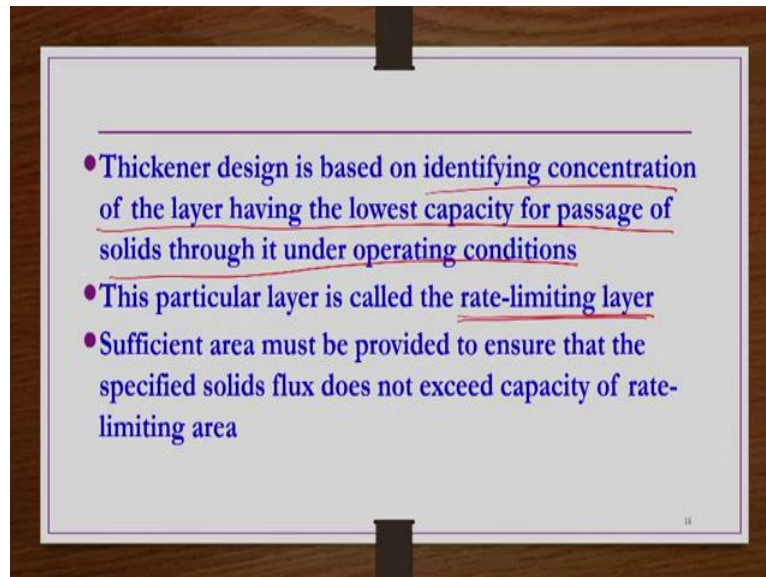 •Thickener design is based on identifying concentration
of the layer having the lowest capacity for passage of
solids through it under operating conditions
•This particular layer is called the rate-limiting layer
•Sufficient area must be provided to ensure that the
specified solids flux does not exceed capacity of rate-
limiting area
18